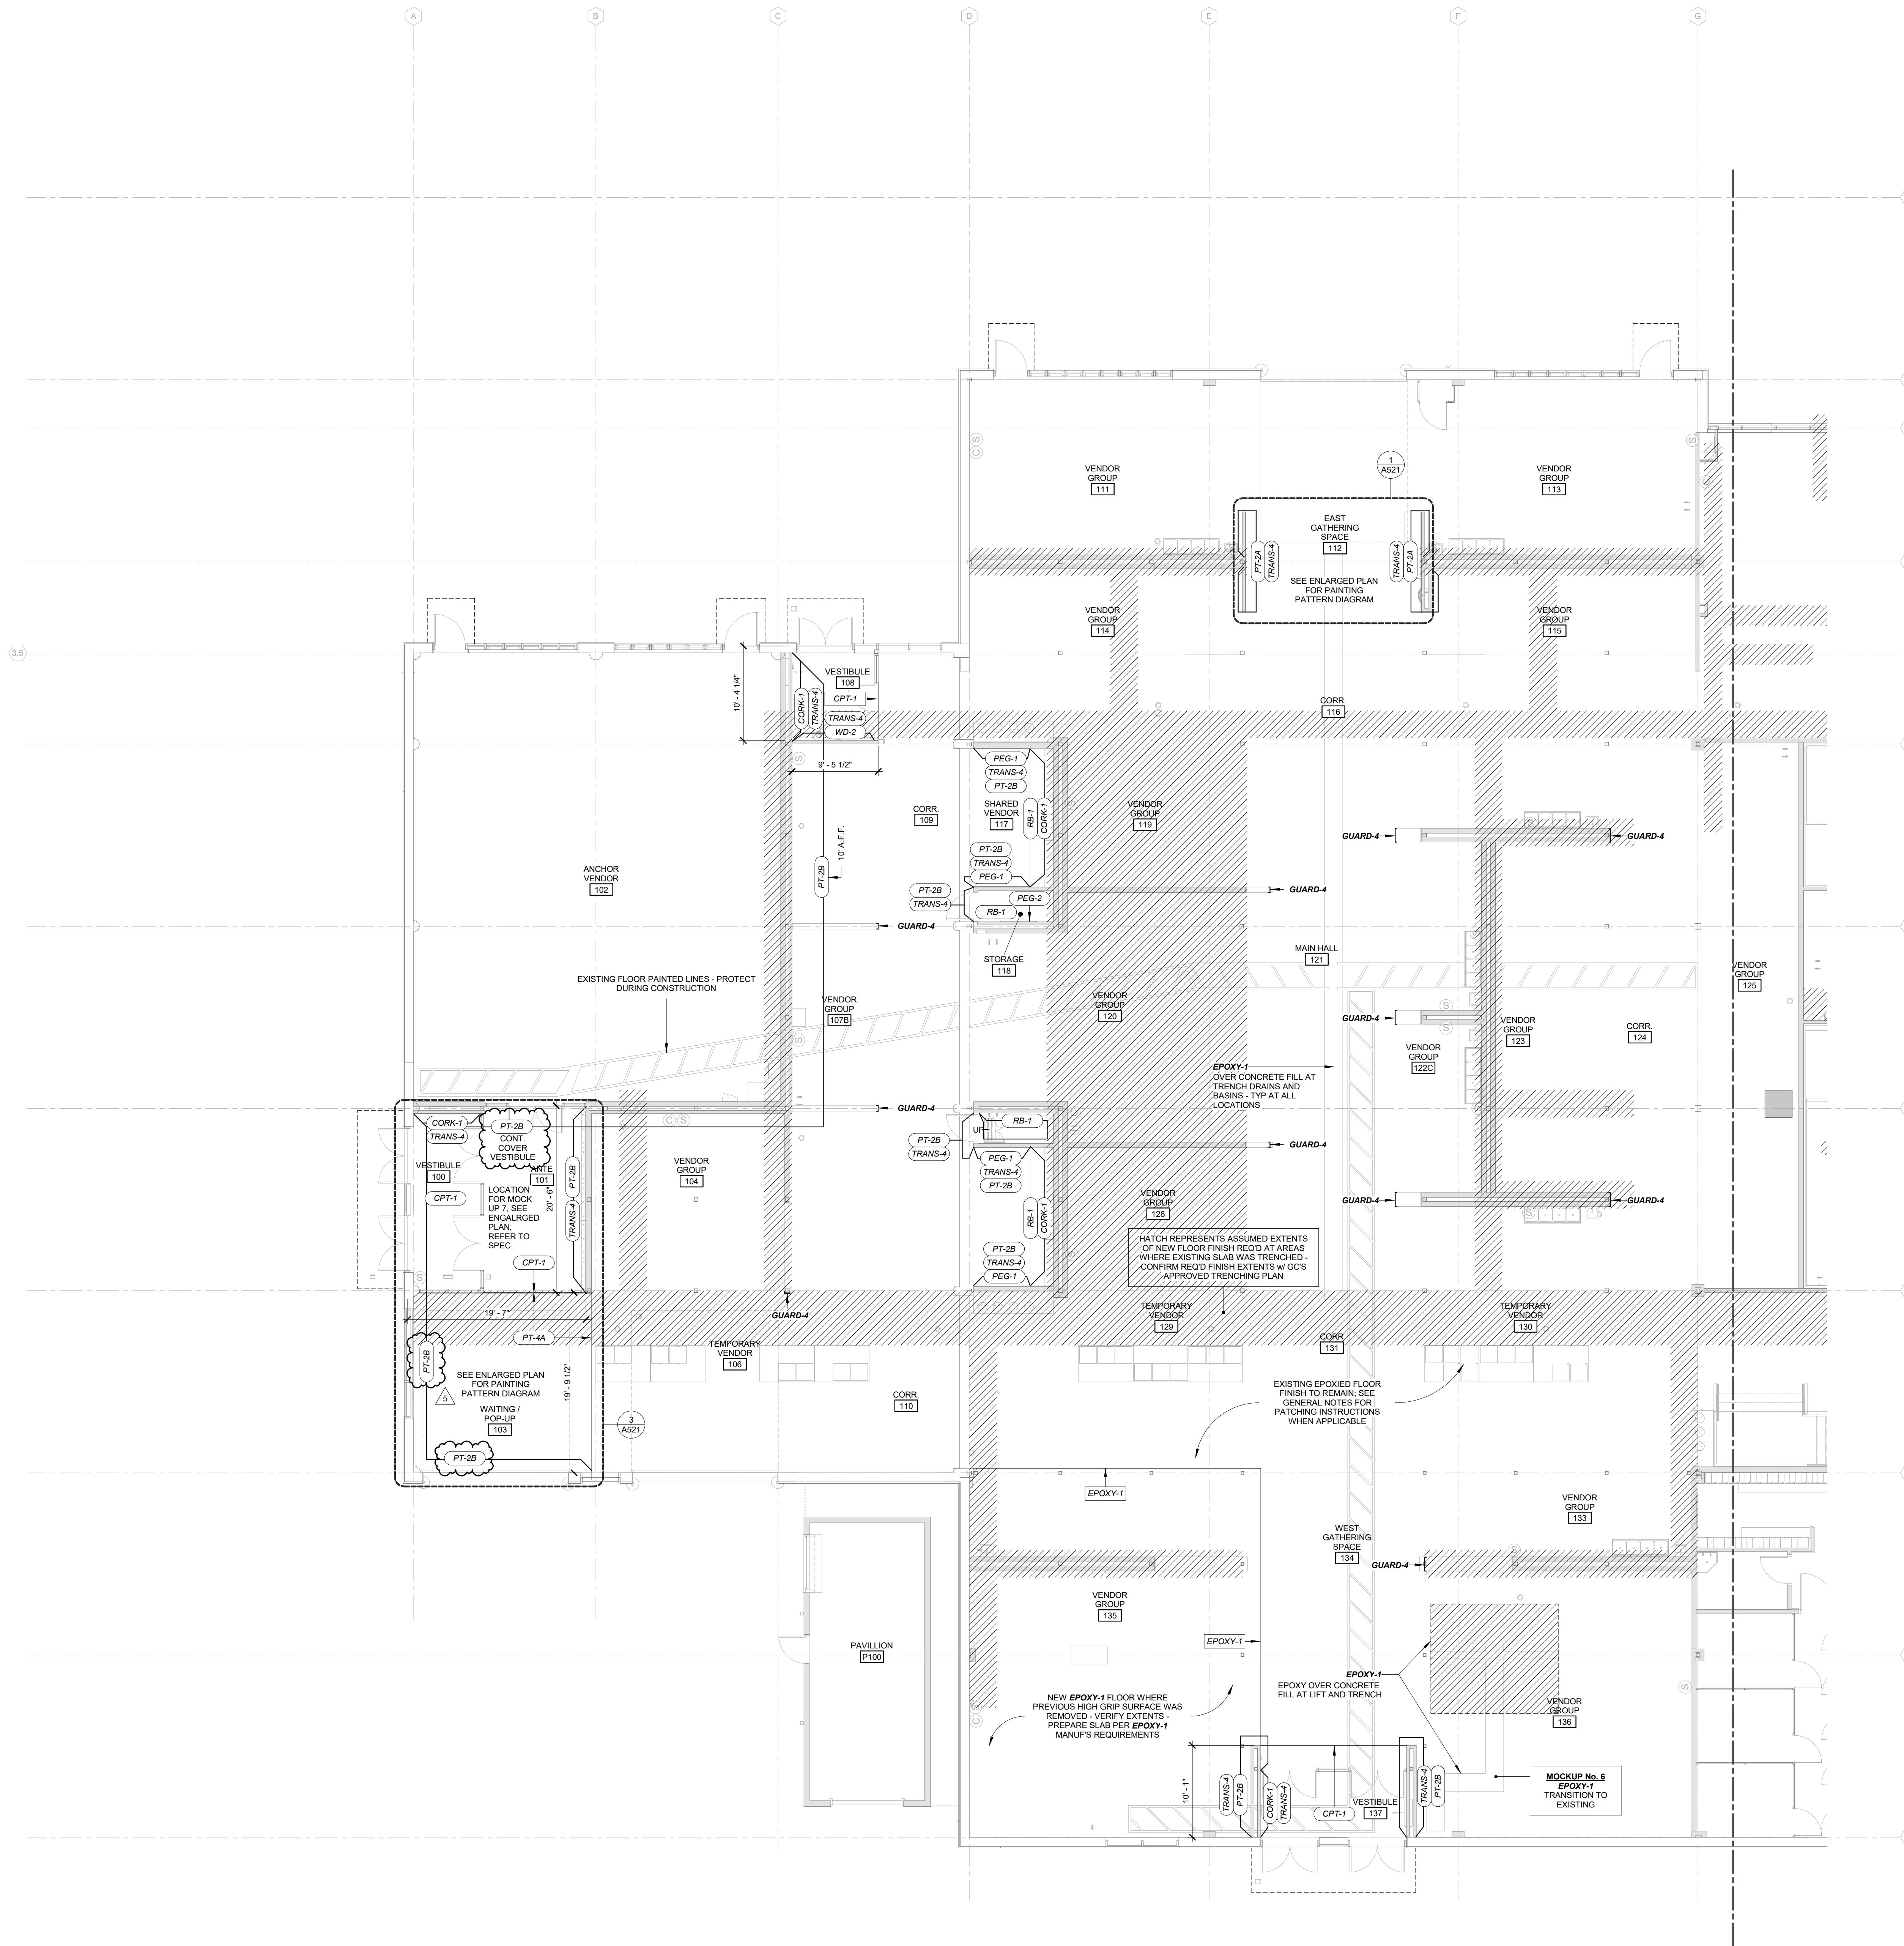 A
B
C
D
E
F
G
3.5
1
A521
VENDOR
GROUP
111
VENDOR
GROUP
113
EAST
GATHERING
SPACE
112
PT-2A
TRANS-4
TRANS-4
PT-2A
SEE ENLARGED PLAN
FOR PAINTING
PATTERN DIAGRAM
VENDOR
GROUP
114
VENDOR
GROUP
115
C S
S
VESTIBULE
108
CPT-1
CORK-1
TRANS-4
TRANS-4
WD-2
10' - 4 1/4"
9' - 5 1/2"
CORR.
116
PEG-1
TRANS-4
PT-2B
SHARED
VENDOR
117
RB-1
CORK-1
PT-2B
TRANS-4
PEG-1
CORR.
109
VENDOR
GROUP
119
GUARD-4
GUARD-4
PT-2B
10' A.F.F.
ANCHOR
VENDOR
102
PT-2B
TRANS-4
PEG-2
RB-1
GUARD-4
GUARD-4
STORAGE
118
MAIN HALL
121
EXISTING FLOOR PAINTED LINES - PROTECT
DURING CONSTRUCTION
VENDOR
GROUP
107B
VENDOR
GROUP
120
GUARD-4
VENDOR
GROUP
123
CORR.
124
VENDOR
GROUP
125
VENDOR
GROUP
122C
EPOXY-1
OVER CONCRETE FILL AT
TRENCH DRAINS AND
BASINS - TYP AT ALL
LOCATIONS
GUARD-4
CORK-1
TRANS-4
PT-2B
CONT.
COVER
VESTIBULE
C S
RB-1
UP
PT-2B
TRANS-4
GUARD-4
VESTIBULE
100
ANTE
101
CPT-1
LOCATION
FOR MOCK
UP 7, SEE
ENGALRGED
PLAN;
REFER TO
SPEC
20' - 6"
PT-2B
TRANS-4
VENDOR
GROUP
104
PEG-1
TRANS-4
PT-2B
RB-1
CORK-1
PT-2B
TRANS-4
PEG-1
VENDOR
GROUP
128
GUARD-4
GUARD-4
HATCH REPRESENTS ASSUMED EXTENTS
OF NEW FLOOR FINISH REQ'D AT AREAS
WHERE EXISTING SLAB WAS TRENCHED -
CONFIRM REQ'D FINISH EXTENTS w/ GC'S
APPROVED TRENCHING PLAN
CPT-1
19' - 7"
GUARD-4
PT-4A
TEMPORARY
VENDOR
129
TEMPORARY
VENDOR
130
TEMPORARY
VENDOR
106
CORR.
131
PT-2B
5
SEE ENLARGED PLAN
FOR PAINTING
PATTERN DIAGRAM
19' - 9 1/2"
WAITING /
POP-UP
103
PT-2B
3
A521
CORR.
110
EXISTING EPOXIED FLOOR
FINISH TO REMAIN; SEE
GENERAL NOTES FOR
PATCHING INSTRUCTIONS
WHEN APPLICABLE
EPOXY-1
VENDOR
GROUP
133
WEST
GATHERING
SPACE
134
GUARD-4
VENDOR
GROUP
135
PAVILLION
P100
EPOXY-1
EPOXY-1
EPOXY OVER CONCRETE
FILL AT LIFT AND TRENCH
NEW EPOXY-1 FLOOR WHERE
PREVIOUS HIGH GRIP SURFACE WAS
REMOVED - VERIFY EXTENTS -
PREPARE SLAB PER EPOXY-1
MANUF'S REQUIREMENTS
VENDOR
GROUP
136
10' - 1"
TRANS-4
PT-2B
CORK-1
TRANS-4
CPT-1
VESTIBULE
137
TRANS-4
PT-2B
MOCKUP No. 6
EPOXY-1
TRANSITION TO
EXISTING